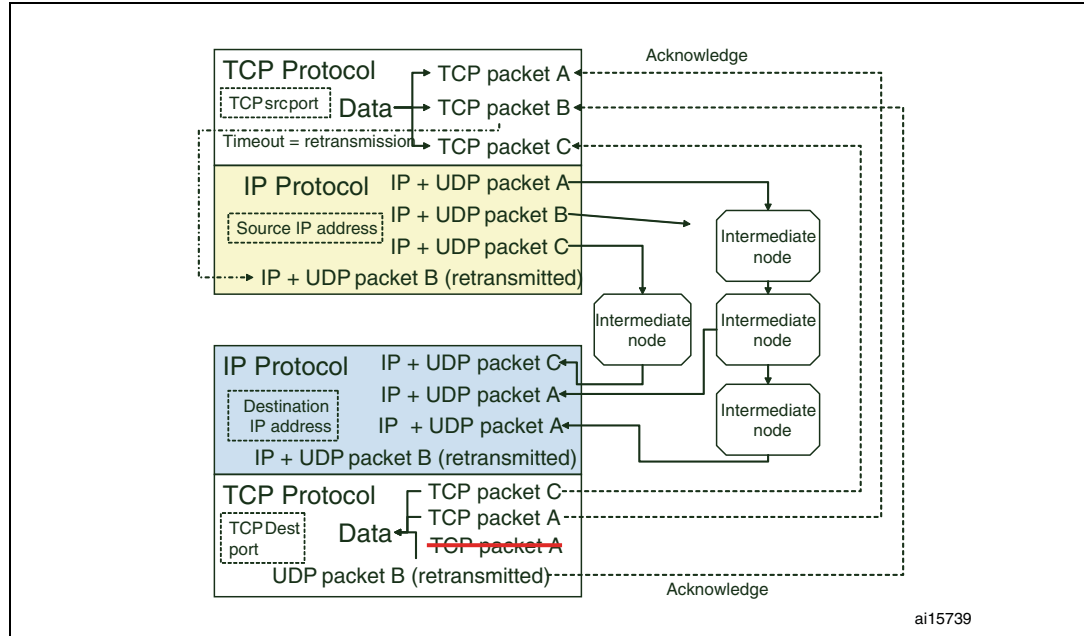 Acknowledge
TCP Protocol
TCP packet A
TCP src port
Data
TCP packet B
Timeout = retransmission
TCP packet C
IP Protocol
IP + UDP packet A
Source IP address
IP + UDP packet B
IP + UDP packet C
IP + UDP packet B (retransmitted)
Intermediate
node
Intermediate
node
Intermediate
node
Intermediate
node
IP Protocol
IP + UDP packet C
Destination
IP address
IP + UDP packet A
IP + UDP packet A
IP + UDP packet B (retransmitted)
TCP Protocol
TCP packet C
TCP Dest
port
Data
TCP packet A
TCP packet A
UDP packet B (retransmitted)
Acknowledge
ai15739